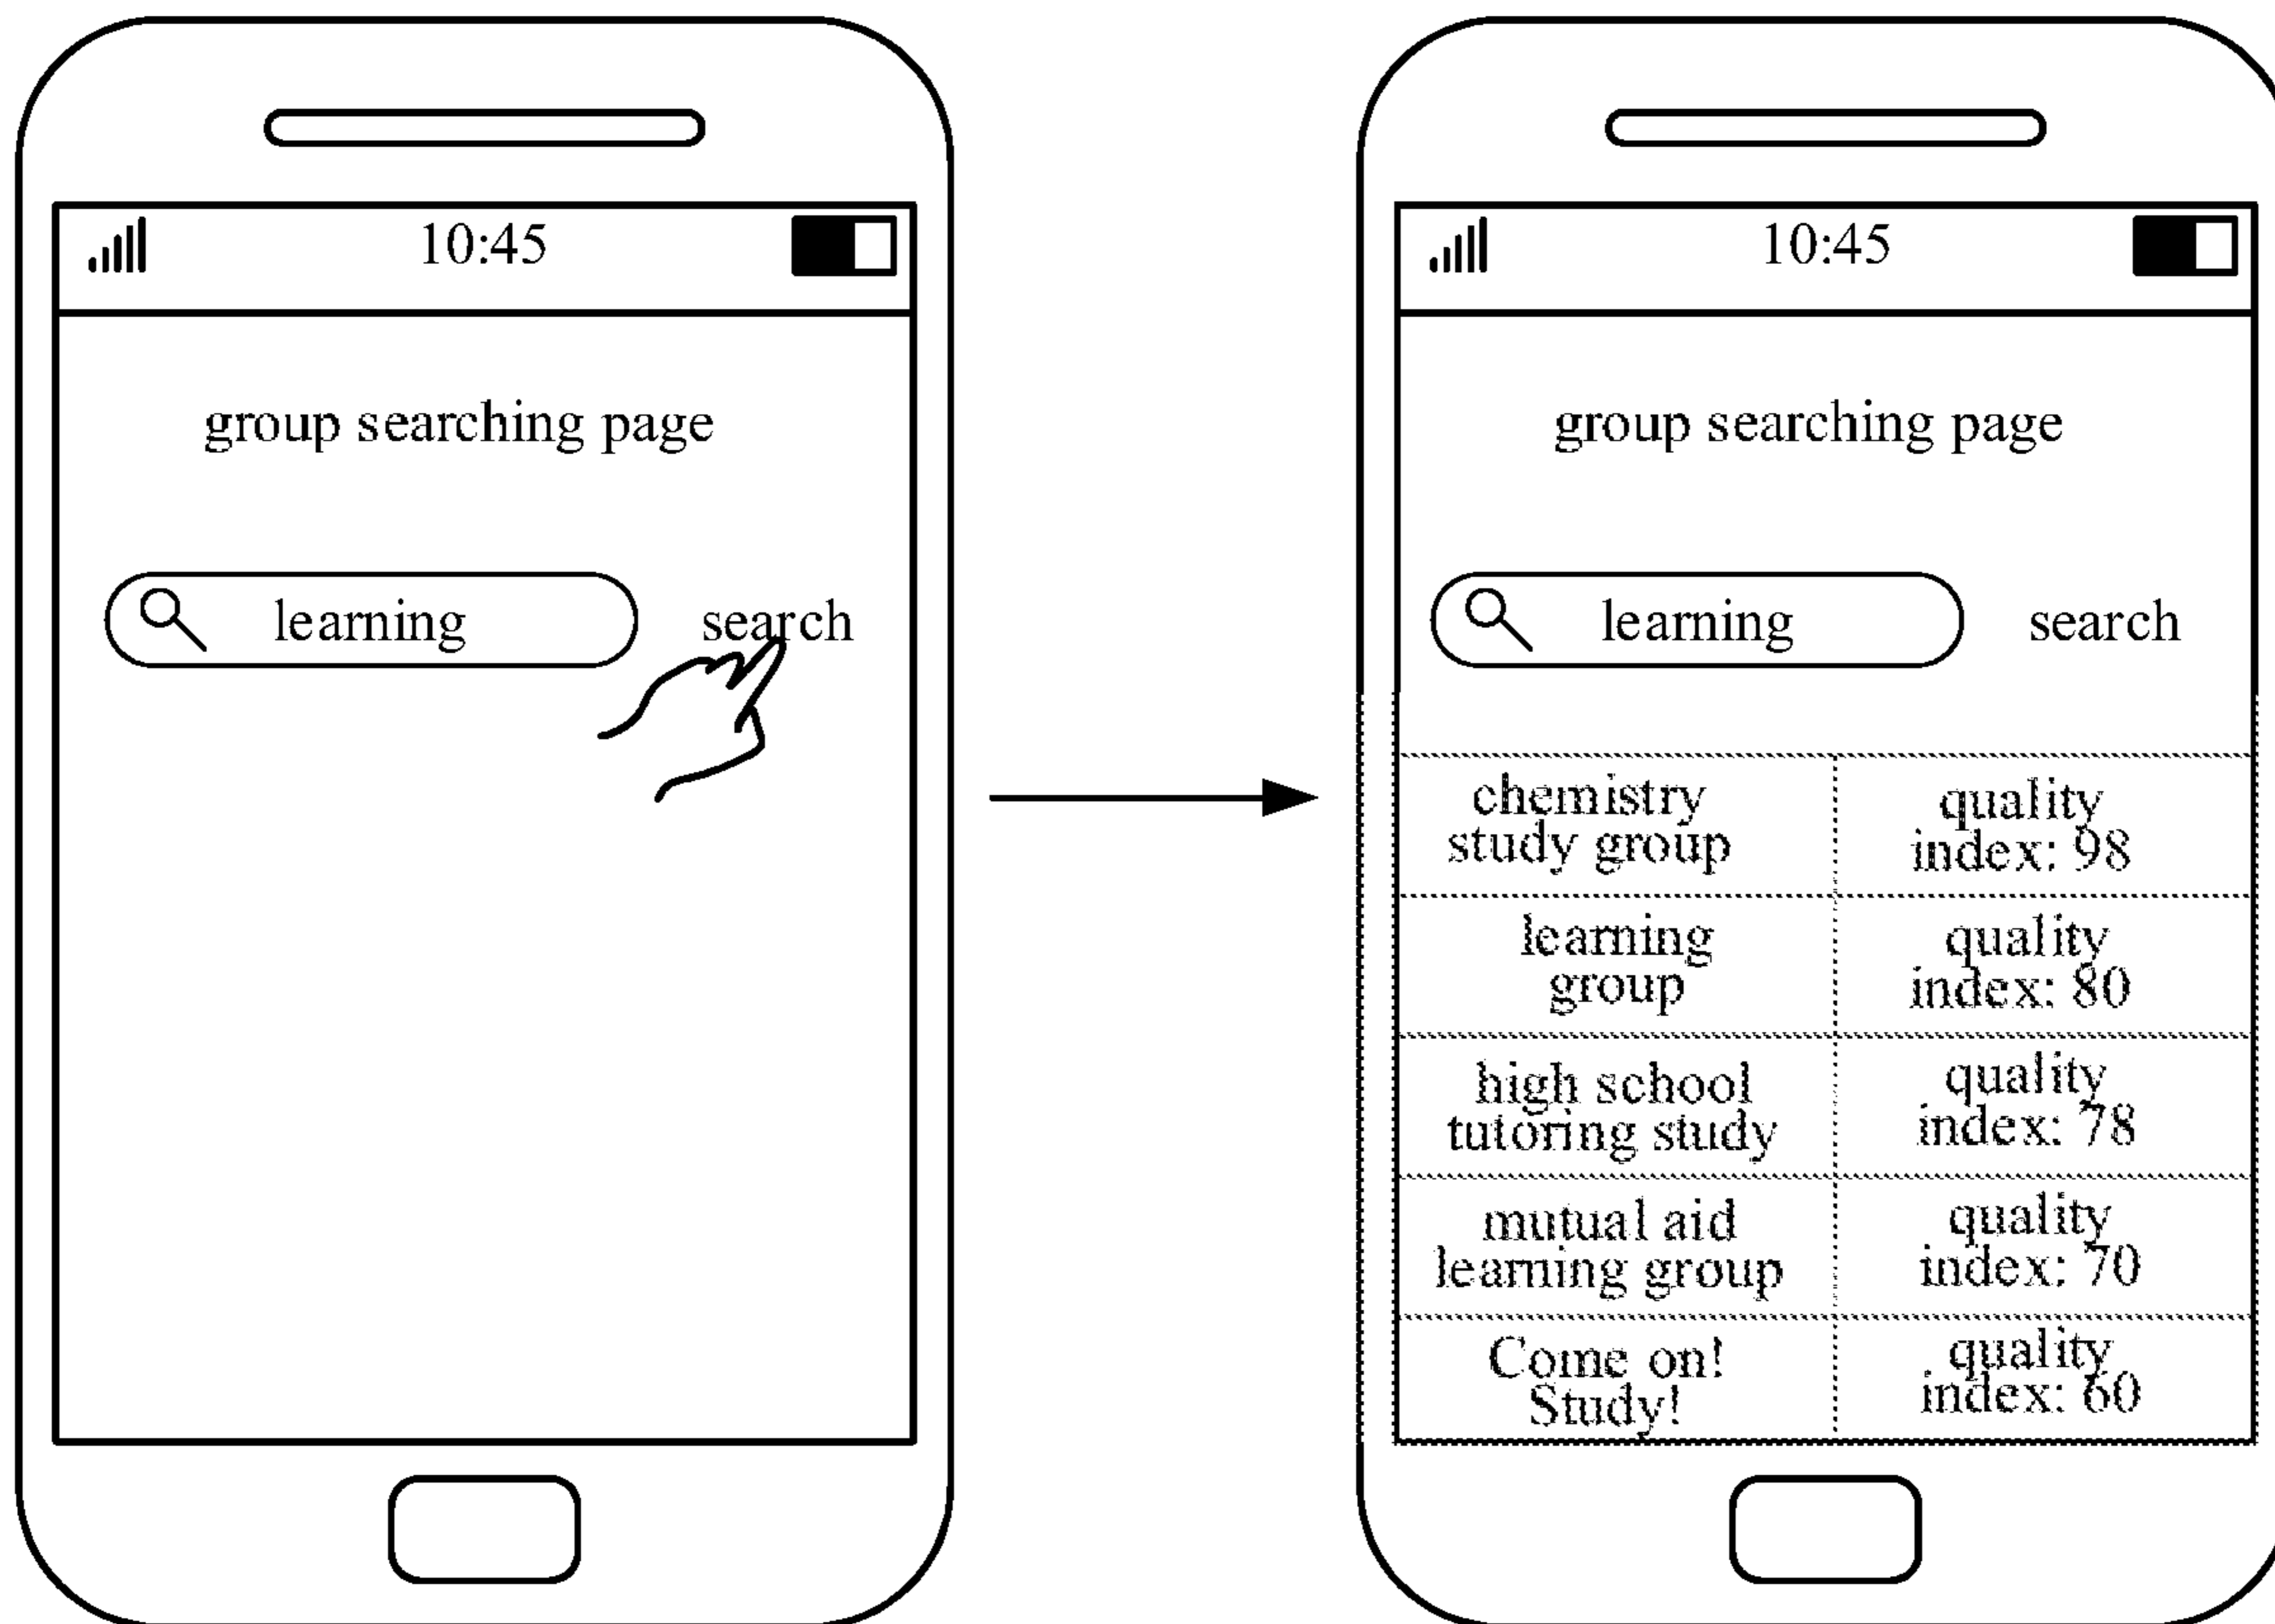 10:45
group searching page
learning search
10:45
group searching page
learning search
chemistry
study group
quality
index: 98
learning
group
quality
index: 80
high school
tutoring study
quality
index: 78
mutual aid
learning group
quality
index: 70
Come on!
Study!
quality
index: 60